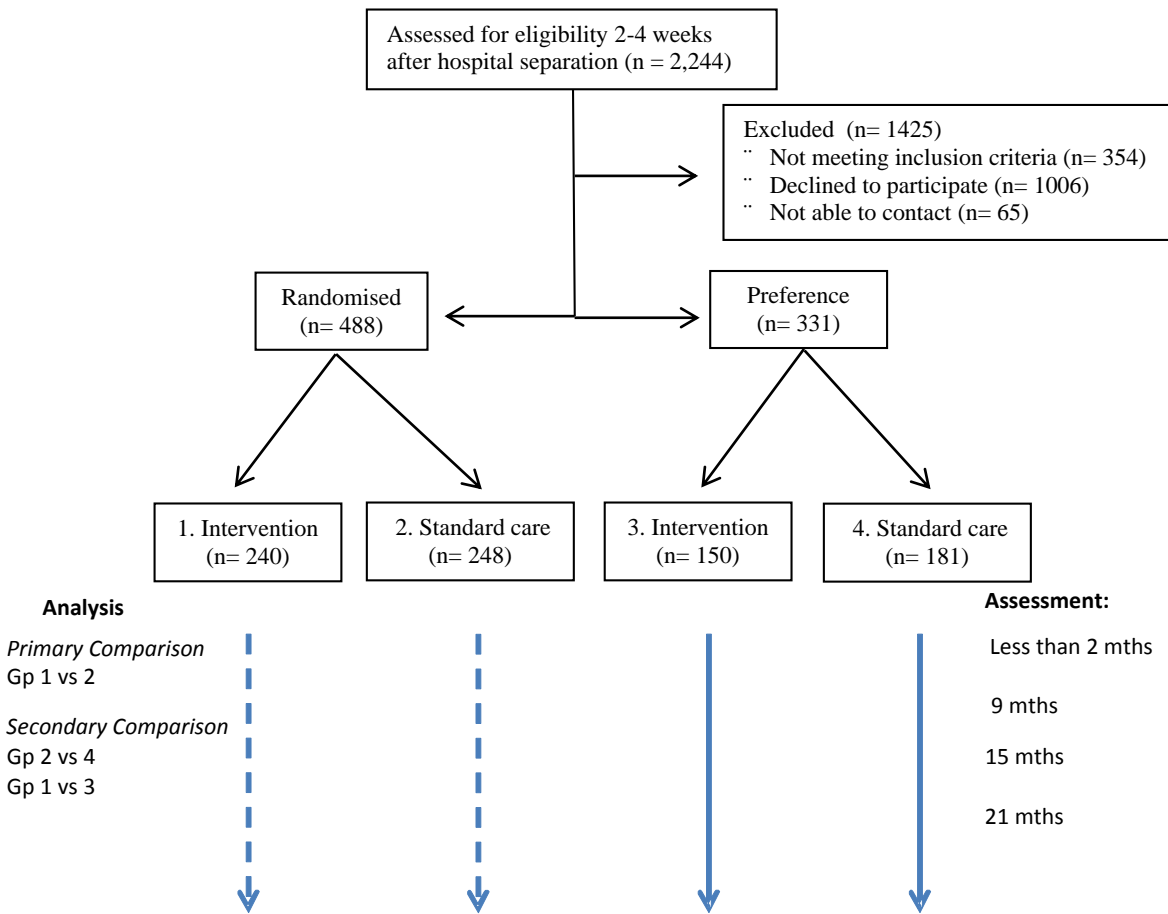 Assessed for eligibility 2-4 weeks
after hospital separation (n = 2,244)
Excluded (n= 1425)
¨ Not meeting inclusion criteria (n= 354)
¨ Declined to participate (n= 1006)
¨ Not able to contact (n= 65)
Randomised
(n= 488)
Preference
(n= 331)
1. Intervention
(n= 240)
2. Standard care
(n= 248)
3. Intervention
(n= 150)
4. Standard care
(n= 181)
Analysis
Primary Comparison
Gp 1 vs 2
Secondary Comparison
Gp 2 vs 4
Gp 1 vs 3
Assessment:
Less than 2 mths
9 mths
15 mths
21 mths